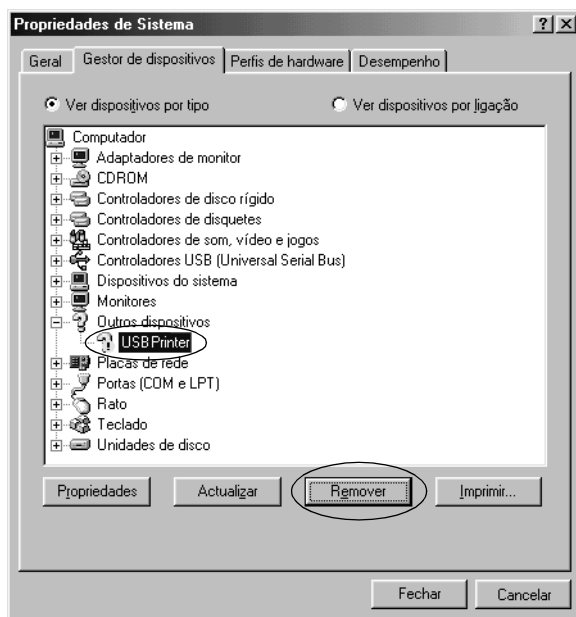 Propriedades de Sistema
Geral Gestor de dispositivos Perfis de hardware Desempenho
Ver dispositivos por tipo Ver dispositivos por ligação
Computador
Adaptadores de monitor
CDROM
Controladores de disco rígido
Controladores de disquetes
Controladores de som, vídeo e jogos
Controladores USB (Universal Serial Bus)
Dispositivos do sistema
Monitores
Outros dispositivos
USB Printer
Placas de rede
Portas (COM e LPT)
Rato
Teclado
Unidades de disco
Propriedades Actualizar Remover Imprimir...
Fechar Cancelar